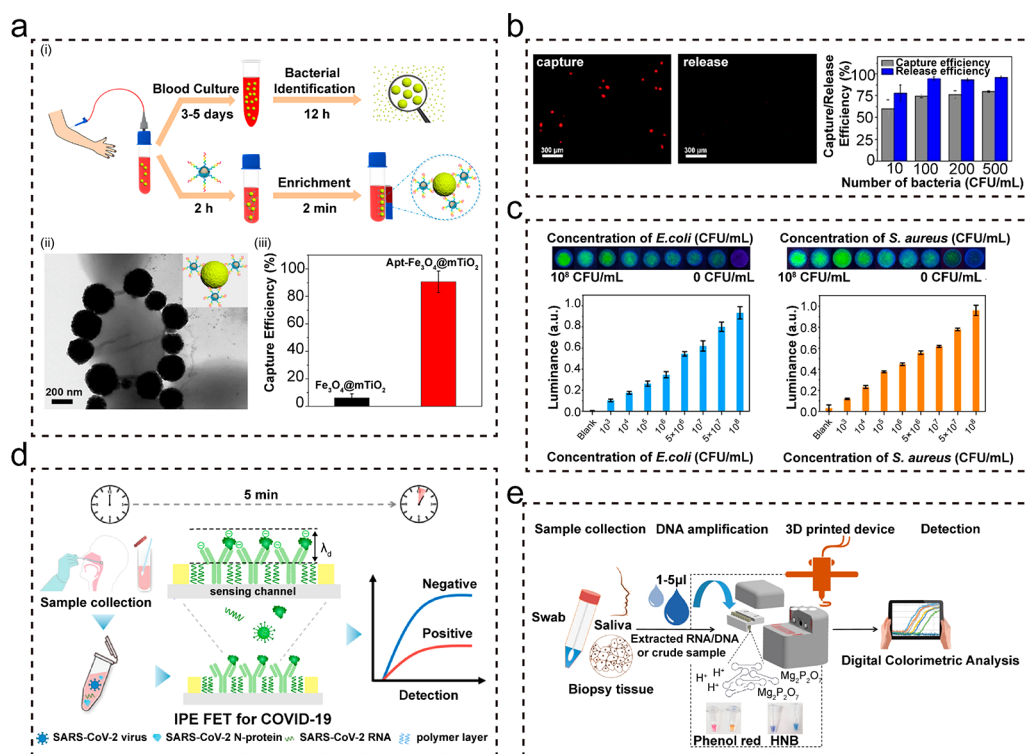 a
(i)
Blood Culture
3-5 days
Bacterial
Identification
12 h
2 h
Enrichment
2 min
(ii)
200 nm
(iii)
Capture Efficiency (%)
100
80
60
40
20
0
Apt-Fe3O4@mTiO2
Fe3O4@mTiO2
b
capture
300 μm
release
300 μm
Capture/Release
Efficiency (%)
100
75
50
25
0
Capture efficiency
Release efficiency
10 100 200 500
Number of bacteria (CFU/mL)
c
Concentration of E.coli (CFU/mL)
10⁸ CFU/mL 0 CFU/mL
Luminance (a.u.)
1.0
0.8
0.6
0.4
0.2
0.0
Blank 10³ 10⁴ 10⁵ 10⁶ 5×10⁶ 10⁷ 5×10⁷ 10⁸
Concentration of E.coli (CFU/mL)
Concentration of S. aureus (CFU/mL)
10⁸ CFU/mL 0 CFU/mL
Luminance (a.u.)
1.0
0.8
0.6
0.4
0.2
0.0
Blank 10³ 10⁴ 10⁵ 10⁶ 5×10⁶ 10⁷ 5×10⁷ 10⁸
Concentration of S. aureus (CFU/mL)
d
5 min
Sample collection
λd
sensing channel
IPE FET for COVID-19
Negative
Positive
Detection
SARS-CoV-2 virus SARS-CoV-2 N-protein SARS-CoV-2 RNA polymer layer
e
Sample collection DNA amplification 3D printed device Detection
Swab
Saliva
Biopsy tissue
1-5μl
Extracted RNA/DNA
or crude sample
H⁺
H⁺
H⁺
Mg2P2O7
Mg2P2O7
Phenol red HNB
Digital Colorimetric Analysis